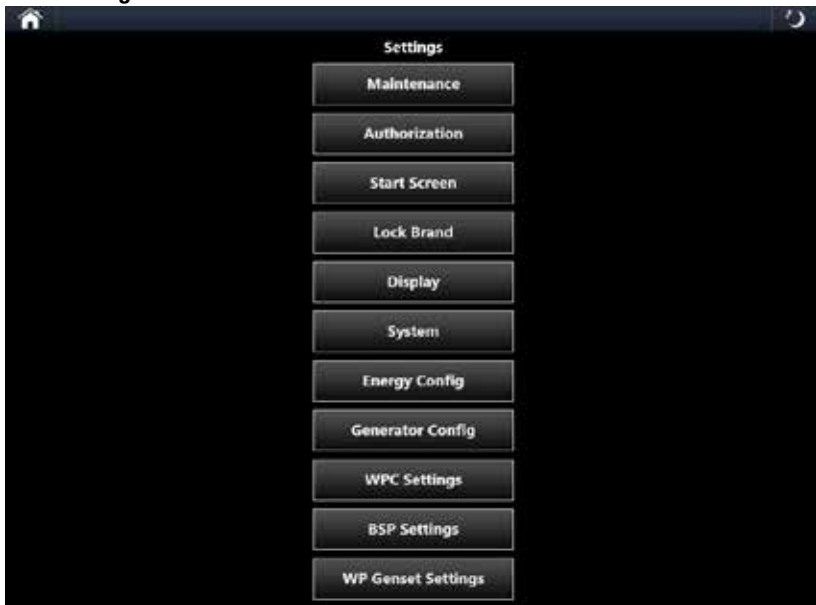 Settings
Maintenance
Authorization
Start Screen
Lock Brand
Display
System
Energy Config
Generator Config
WPC Settings
BSP Settings
WP Genset Settings